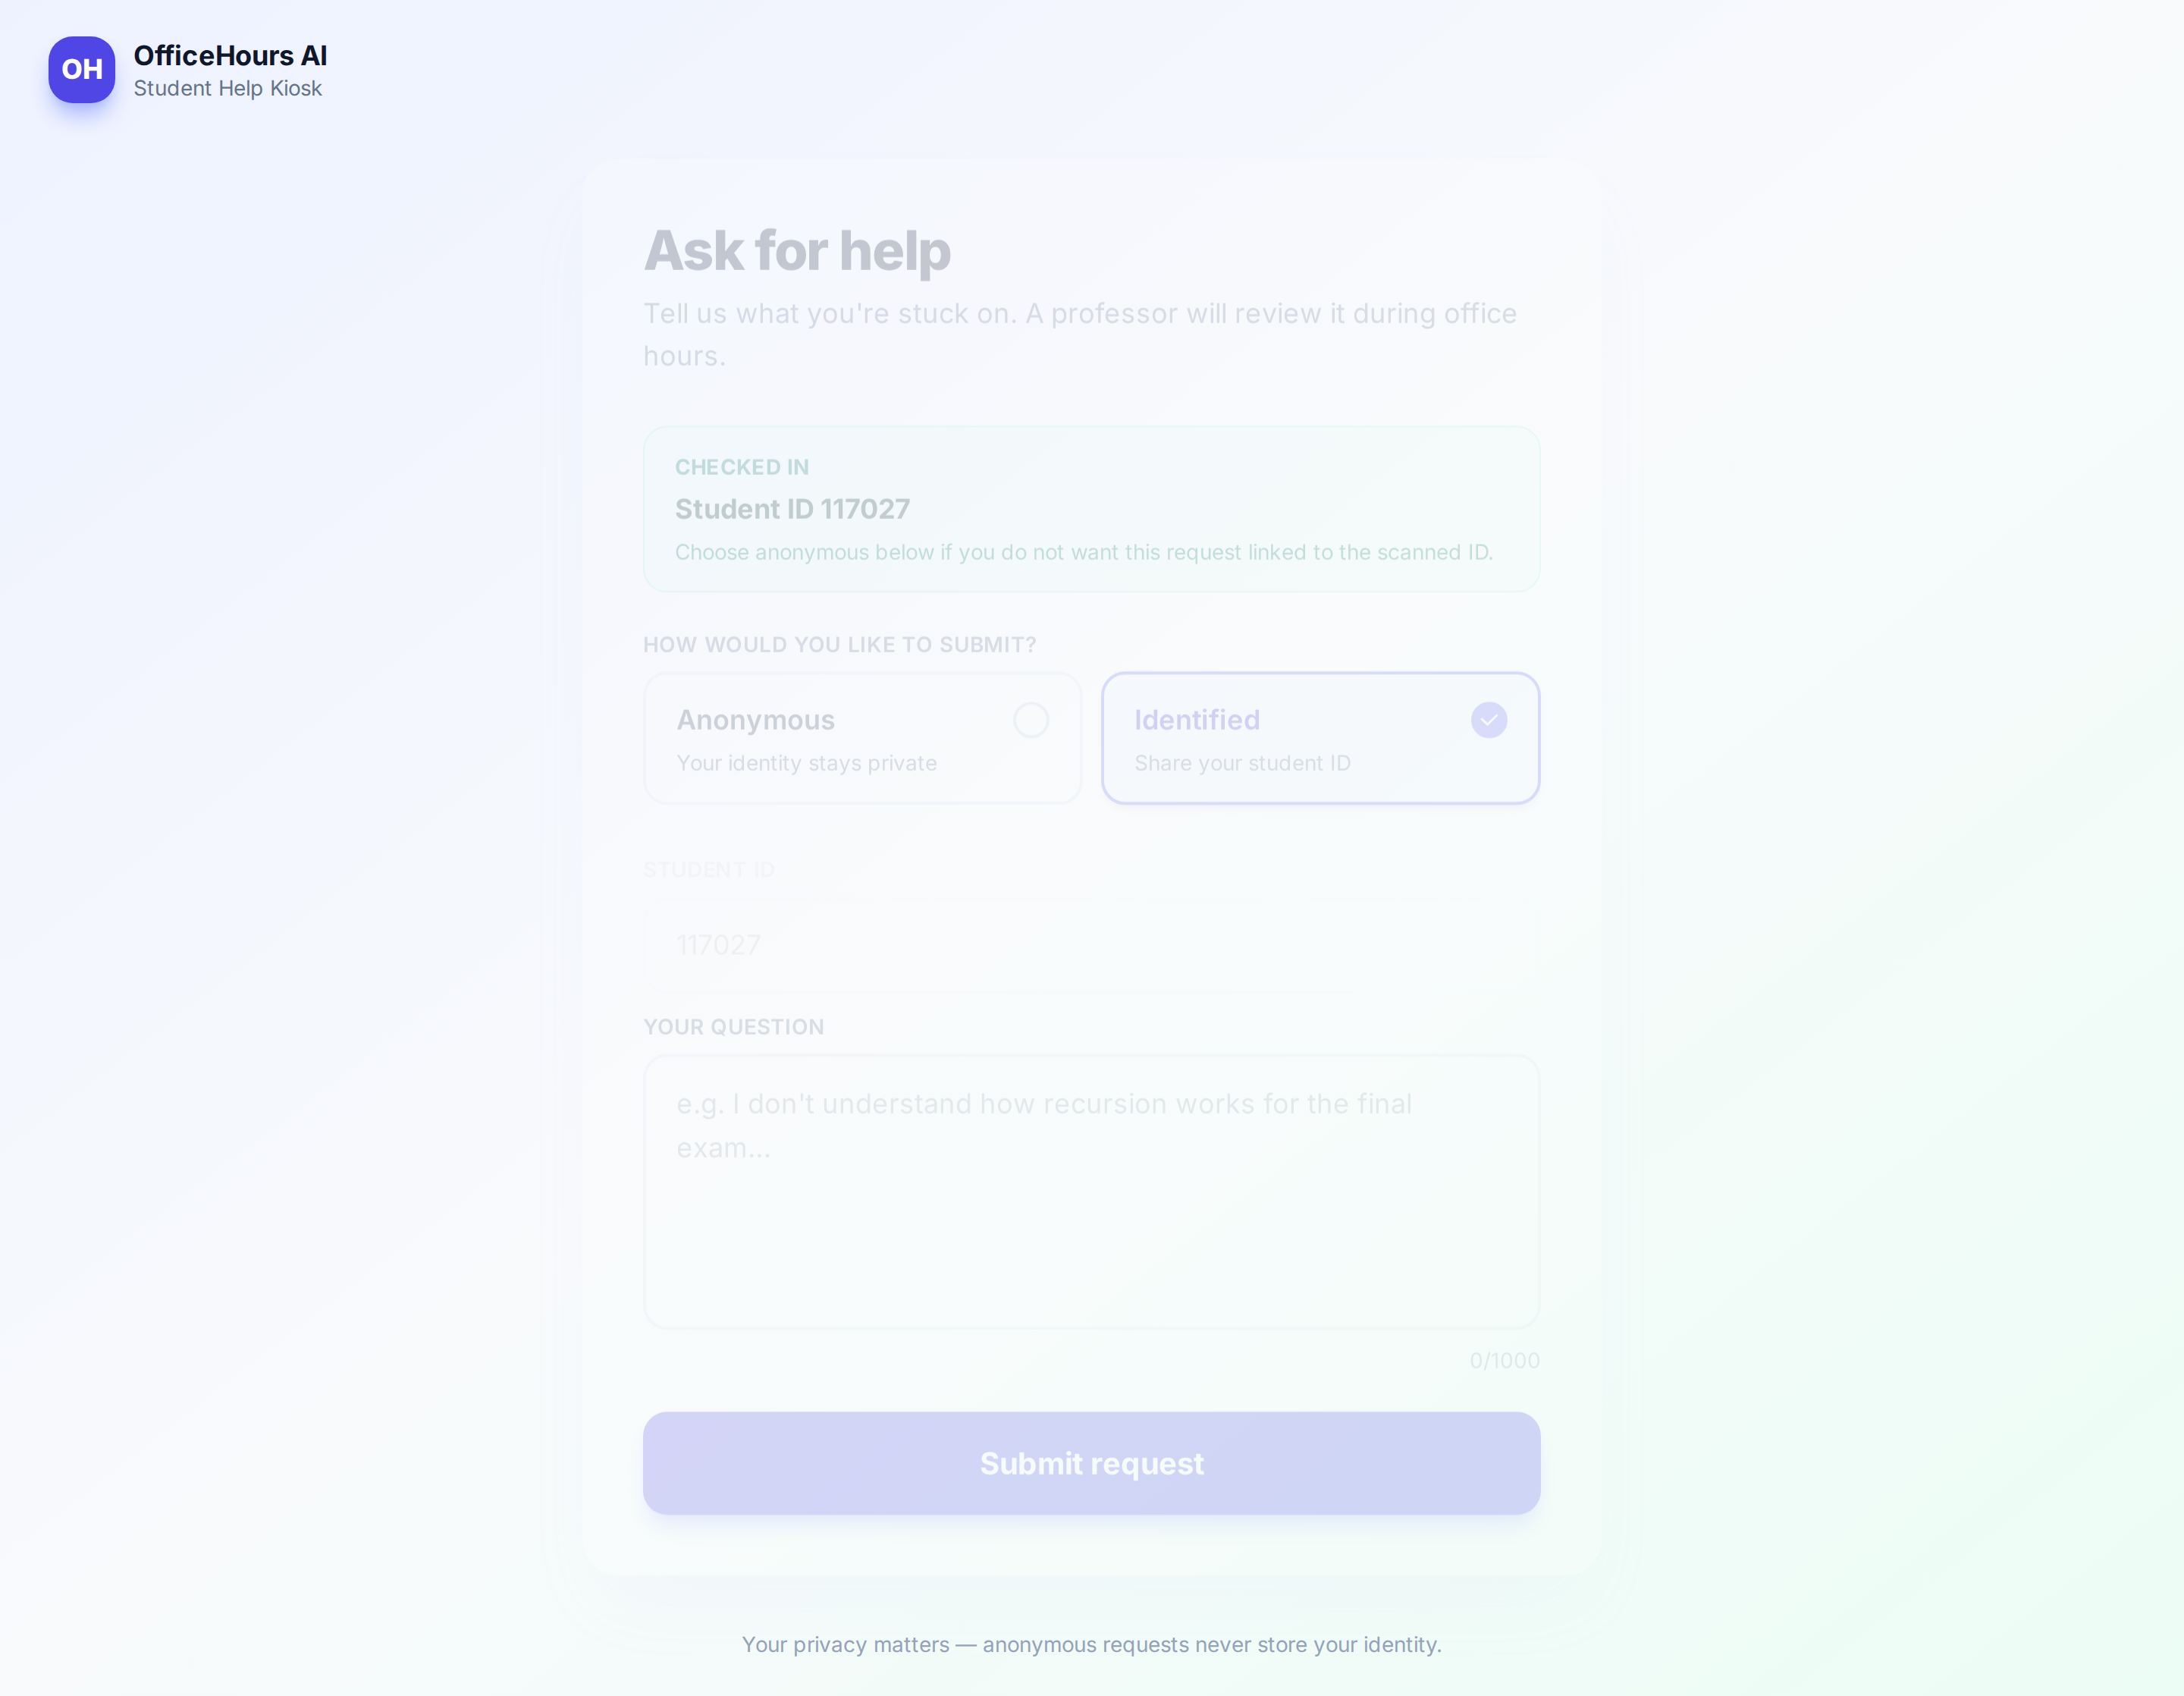 OH
OfficeHours AI
Student Help Kiosk
Ask for help
Tell us what you're stuck on. A professor will review it during office
hours.
CHECKED IN
Student ID 117027
Choose anonymous below if you do not want this request linked to the scanned ID.
HOW WOULD YOU LIKE TO SUBMIT?
Anonymous
Your identity stays private
Identified
Share your student ID
STUDENT ID
117027
YOUR QUESTION
e.g. I don't understand how recursion works for the final
exam...
0/1000
Submit request
Your privacy matters — anonymous requests never store your identity.